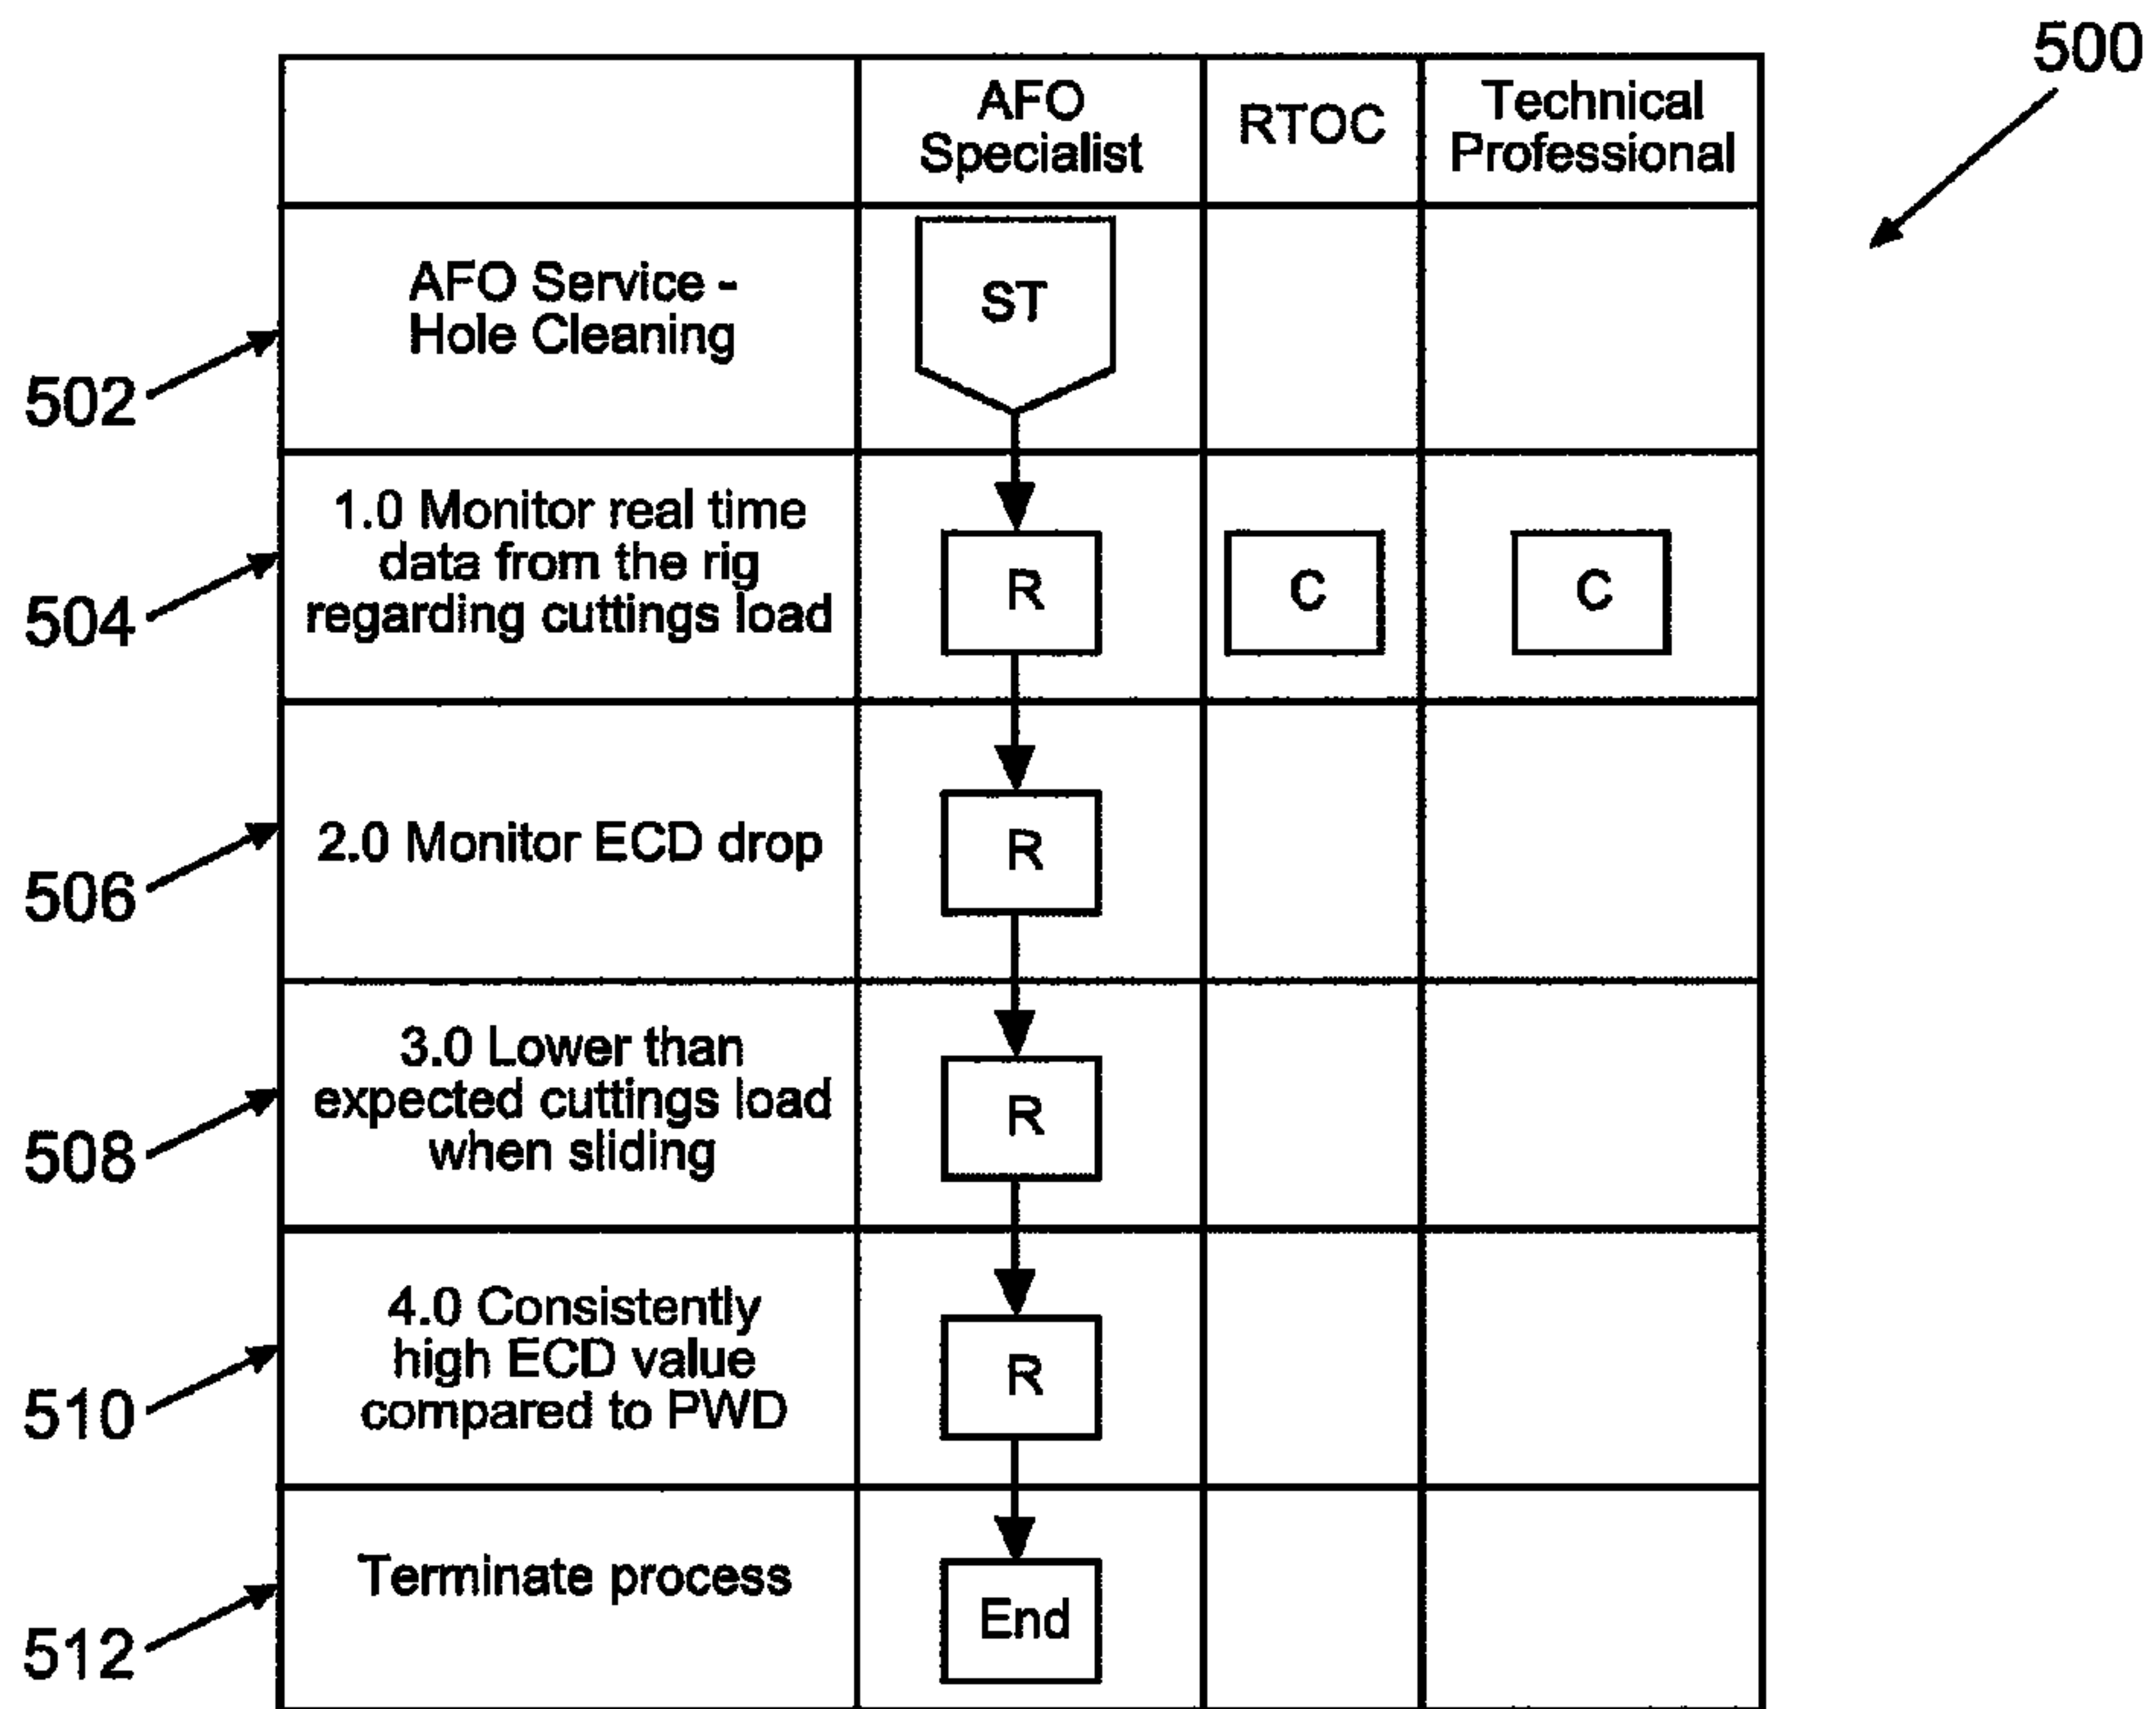 500
AFO
Specialist
RTOC
Technical
Professional
AFO Service -
Hole Cleaning
ST
502
1.0 Monitor real time
data from the rig
regarding cuttings load
R
C
C
504
2.0 Monitor ECD drop
R
506
3.0 Lower than
expected cuttings load
when sliding
R
508
4.0 Consistently
high ECD value
compared to PWD
R
510
Terminate process
End
512